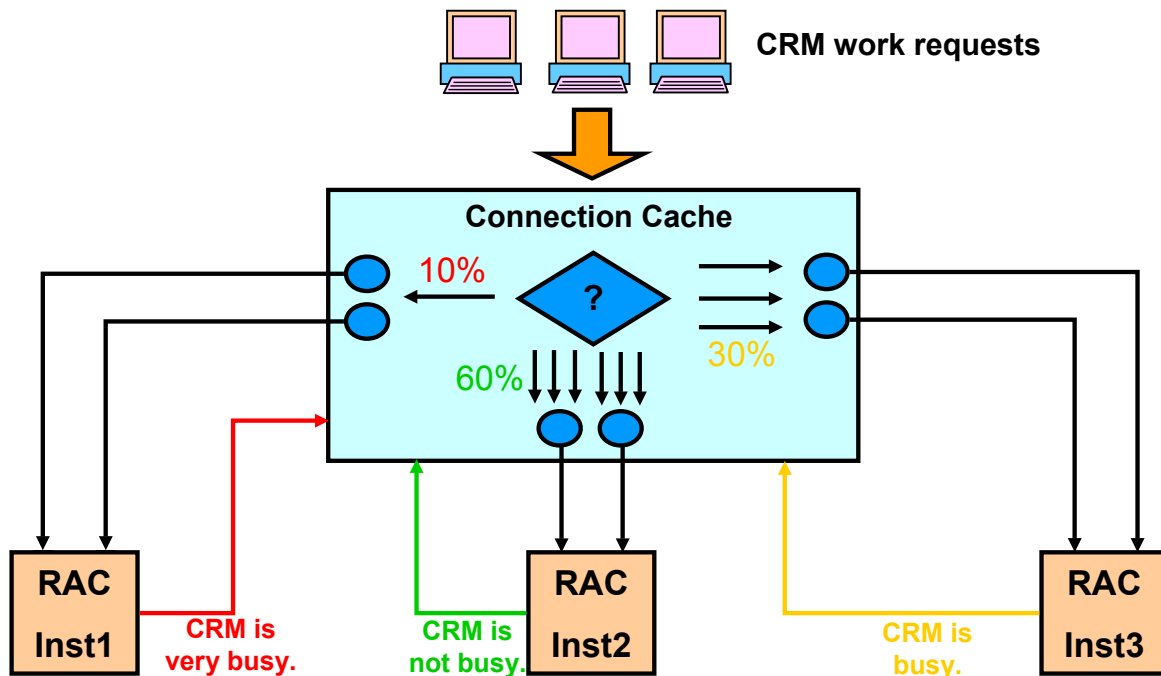 CRM work requests
Connection Cache
10%
?
30%
60%
RAC
Inst1
CRM is
very busy.
CRM is
not busy.
RAC
Inst2
CRM is
busy.
RAC
Inst3